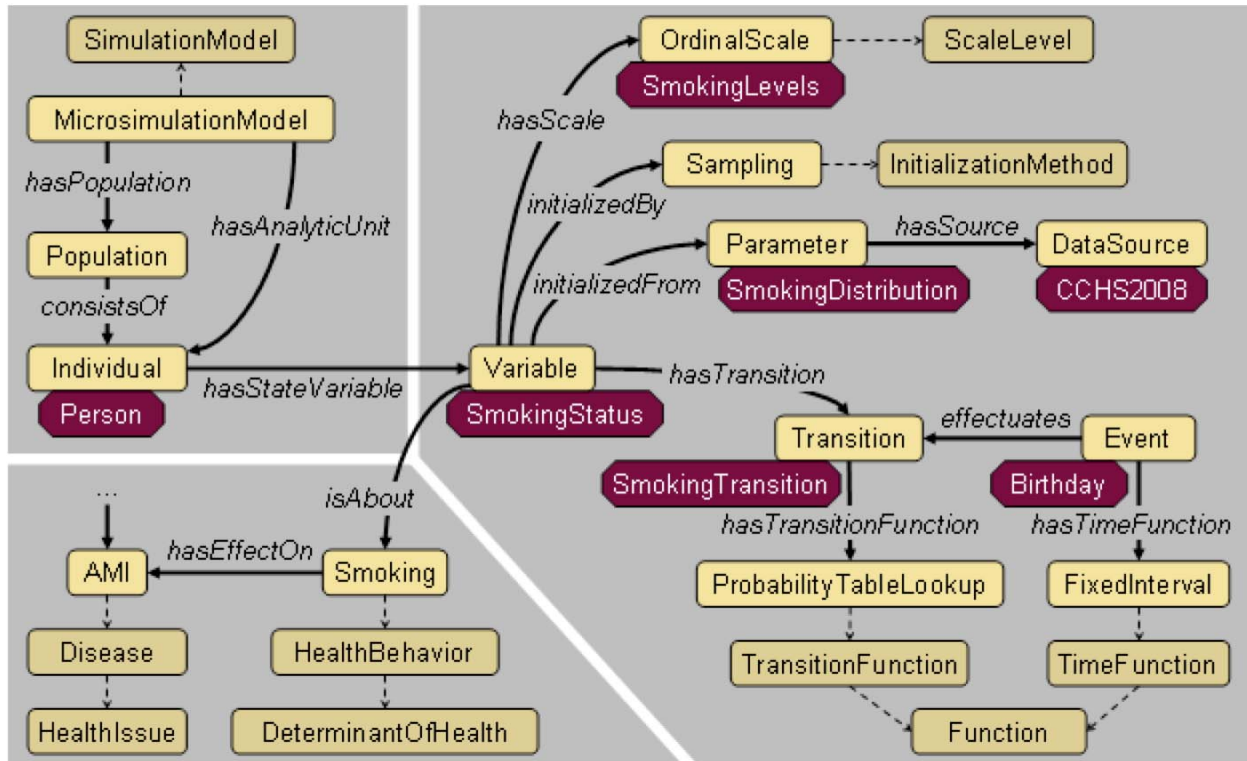 SimulationModel
MicrosimulationModel
hasPopulation
hasAnalyticUnit
Population
consistsOf
Individual
Person
hasStateVariable
OrdinalScale
ScaleLevel
SmokingLevels
hasScale
Sampling
InitializationMethod
initializedBy
Parameter
hasSource
DataSource
initializedFrom
SmokingDistribution
CCHS2008
Variable
SmokingStatus
hasTransition
Transition
effectuates
Event
SmokingTransition
Birthday
hasTransitionFunction
hasTimeFunction
ProbabilityTableLookup
FixedInterval
TransitionFunction
TimeFunction
Function
...
isAbout
hasEffectOn
AMI
Smoking
Disease
HealthBehavior
HealthIssue
DeterminantOfHealth